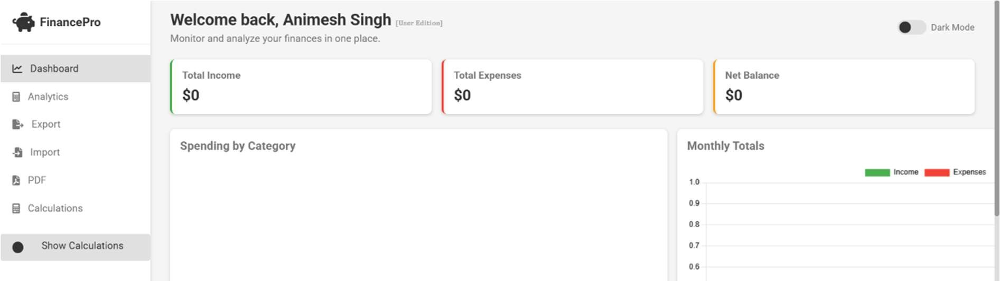 FinancePro
Dashboard
Analytics
Export
Import
PDF
Calculations
Show Calculations
Welcome back, Animesh Singh [User Edition]
Monitor and analyze your finances in one place.
Dark Mode
Total Income
$0
Total Expenses
$0
Net Balance
$0
Spending by Category
Monthly Totals
Income Expenses
1.0
0.9
0.8
0.7
0.6